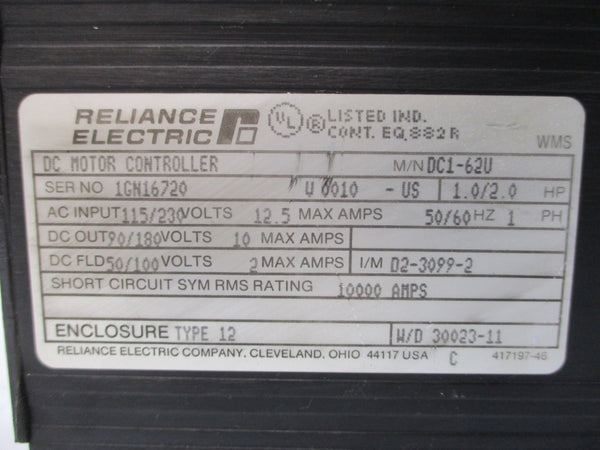 RELIANCE
ELECTRIC
UL ® LISTED IND.
CONT. EQ.882R
WMS
DC MOTOR CONTROLLER M/N DC1-62U
SER NO 1GN16720 U 0010 - US 1.0/2.0 HP
AC INPUT 115/230 VOLTS 12.5 MAX AMPS 50/60 HZ 1 PH
DC OUT 90/180 VOLTS 10 MAX AMPS
DC FLD 50/100 VOLTS 2 MAX AMPS I/M D2-3099-2
SHORT CIRCUIT SYM RMS RATING 10000 AMPS
ENCLOSURE TYPE 12 W/D 30023-11
RELIANCE ELECTRIC COMPANY, CLEVELAND, OHIO 44117 USA C 417197-46